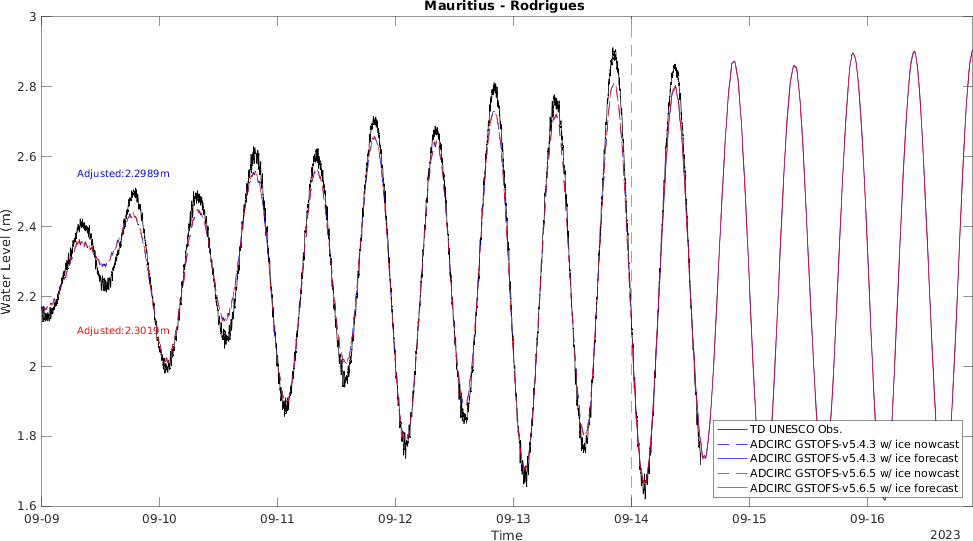 Mauritius - Rodrigues
3
2.8
2.6
2.4
2.2
2
1.8
1.6
Water Level (m)
Adjusted:2.2989m
Adjusted:2.3019m
TD UNESCO Obs.
ADCIRC GSTOFS-v5.4.3 w/ ice nowcast
ADCIRC GSTOFS-v5.4.3 w/ ice forecast
ADCIRC GSTOFS-v5.6.5 w/ ice nowcast
ADCIRC GSTOFS-v5.6.5 w/ ice forecast
09-09 09-10 09-11 09-12 09-13 09-14 09-15 09-16
Time
2023